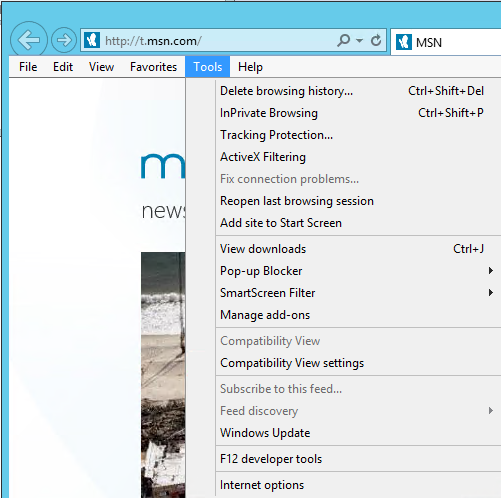 http://t.msn.com/ MSN
File Edit View Favorites Tools Help
Delete browsing history... Ctrl+Shift+Del
InPrivate Browsing Ctrl+Shift+P
Tracking Protection...
ActiveX Filtering
Fix connection problems...
Reopen last browsing session
Add site to Start Screen
View downloads Ctrl+J
Pop-up Blocker
SmartScreen Filter
Manage add-ons
Compatibility View
Compatibility View settings
Subscribe to this feed...
Feed discovery
Windows Update
F12 developer tools
Internet options
m
news